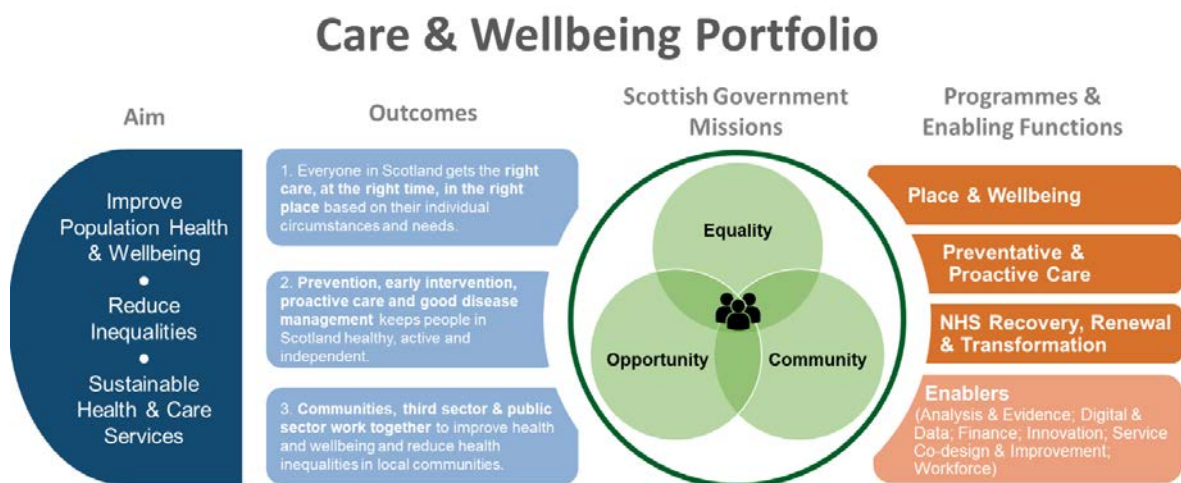 Care & Wellbeing Portfolio
Aim
Improve
Population Health
& Wellbeing
•
Reduce
Inequalities
•
Sustainable
Health & Care
Services
Outcomes
1. Everyone in Scotland gets the right
care, at the right time, in the right
place based on their individual
circumstances and needs.
2. Prevention, early intervention,
proactive care and good disease
management keeps people in
Scotland healthy, active and
independent.
3. Communities, third sector & public
sector work together to improve health
and wellbeing and reduce health
inequalities in local communities.
Scottish Government
Missions
Equality
Opportunity
Community
Programmes &
Enabling Functions
Place & Wellbeing
Preventative &
Proactive Care
NHS Recovery, Renewal
& Transformation
Enablers
(Analysis & Evidence; Digital &
Data; Finance; Innovation; Service
Co-design & Improvement;
Workforce)